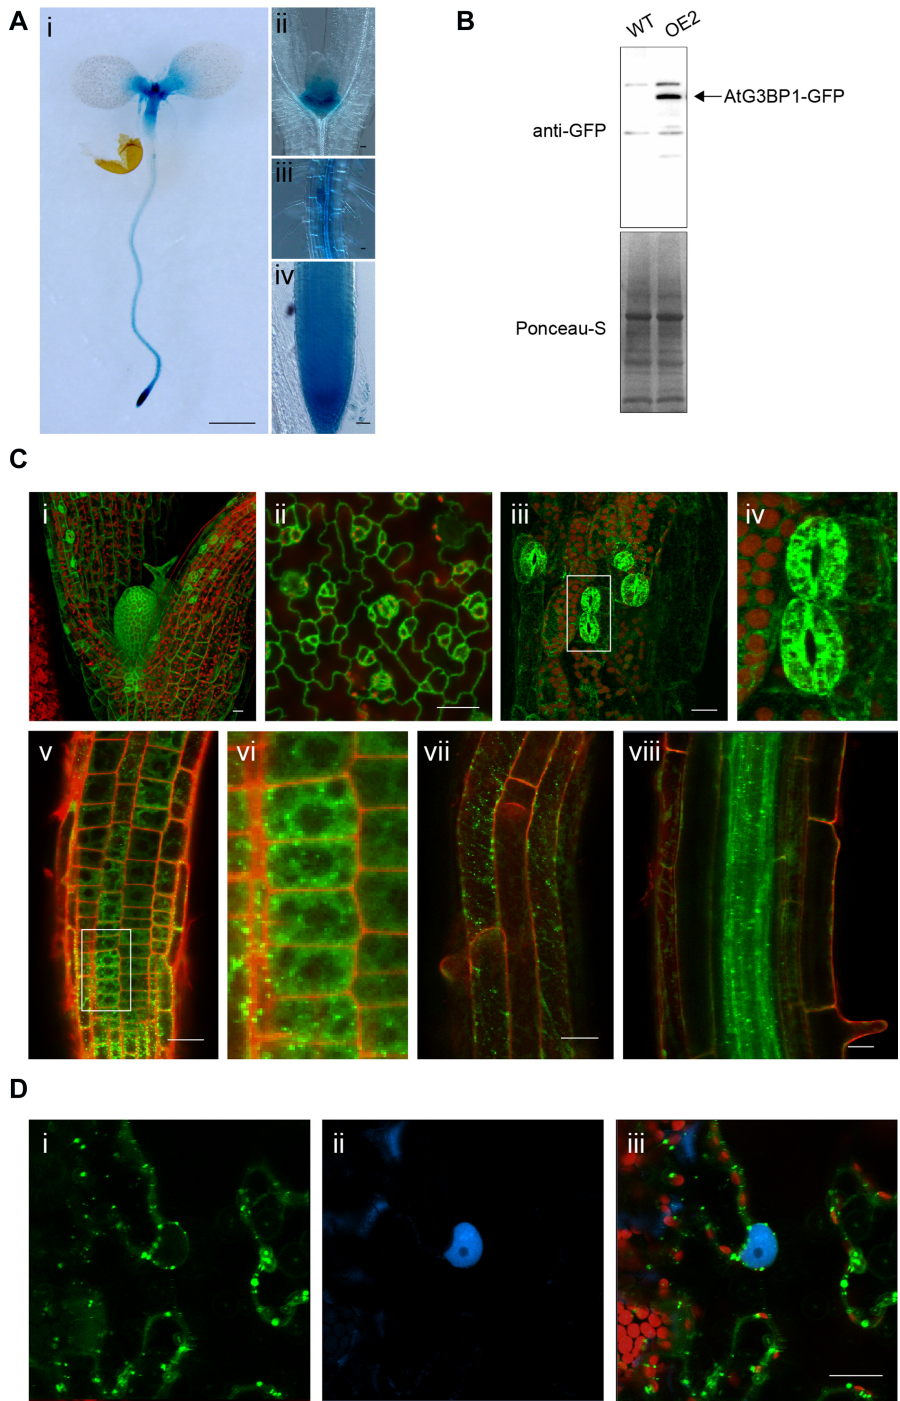 A
i
ii
iii
iv
B
WT OE2
AtG3BP1-GFP
anti-GFP
Ponceau-S
C
i ii iii iv
v vi vii viii
D
i ii iii